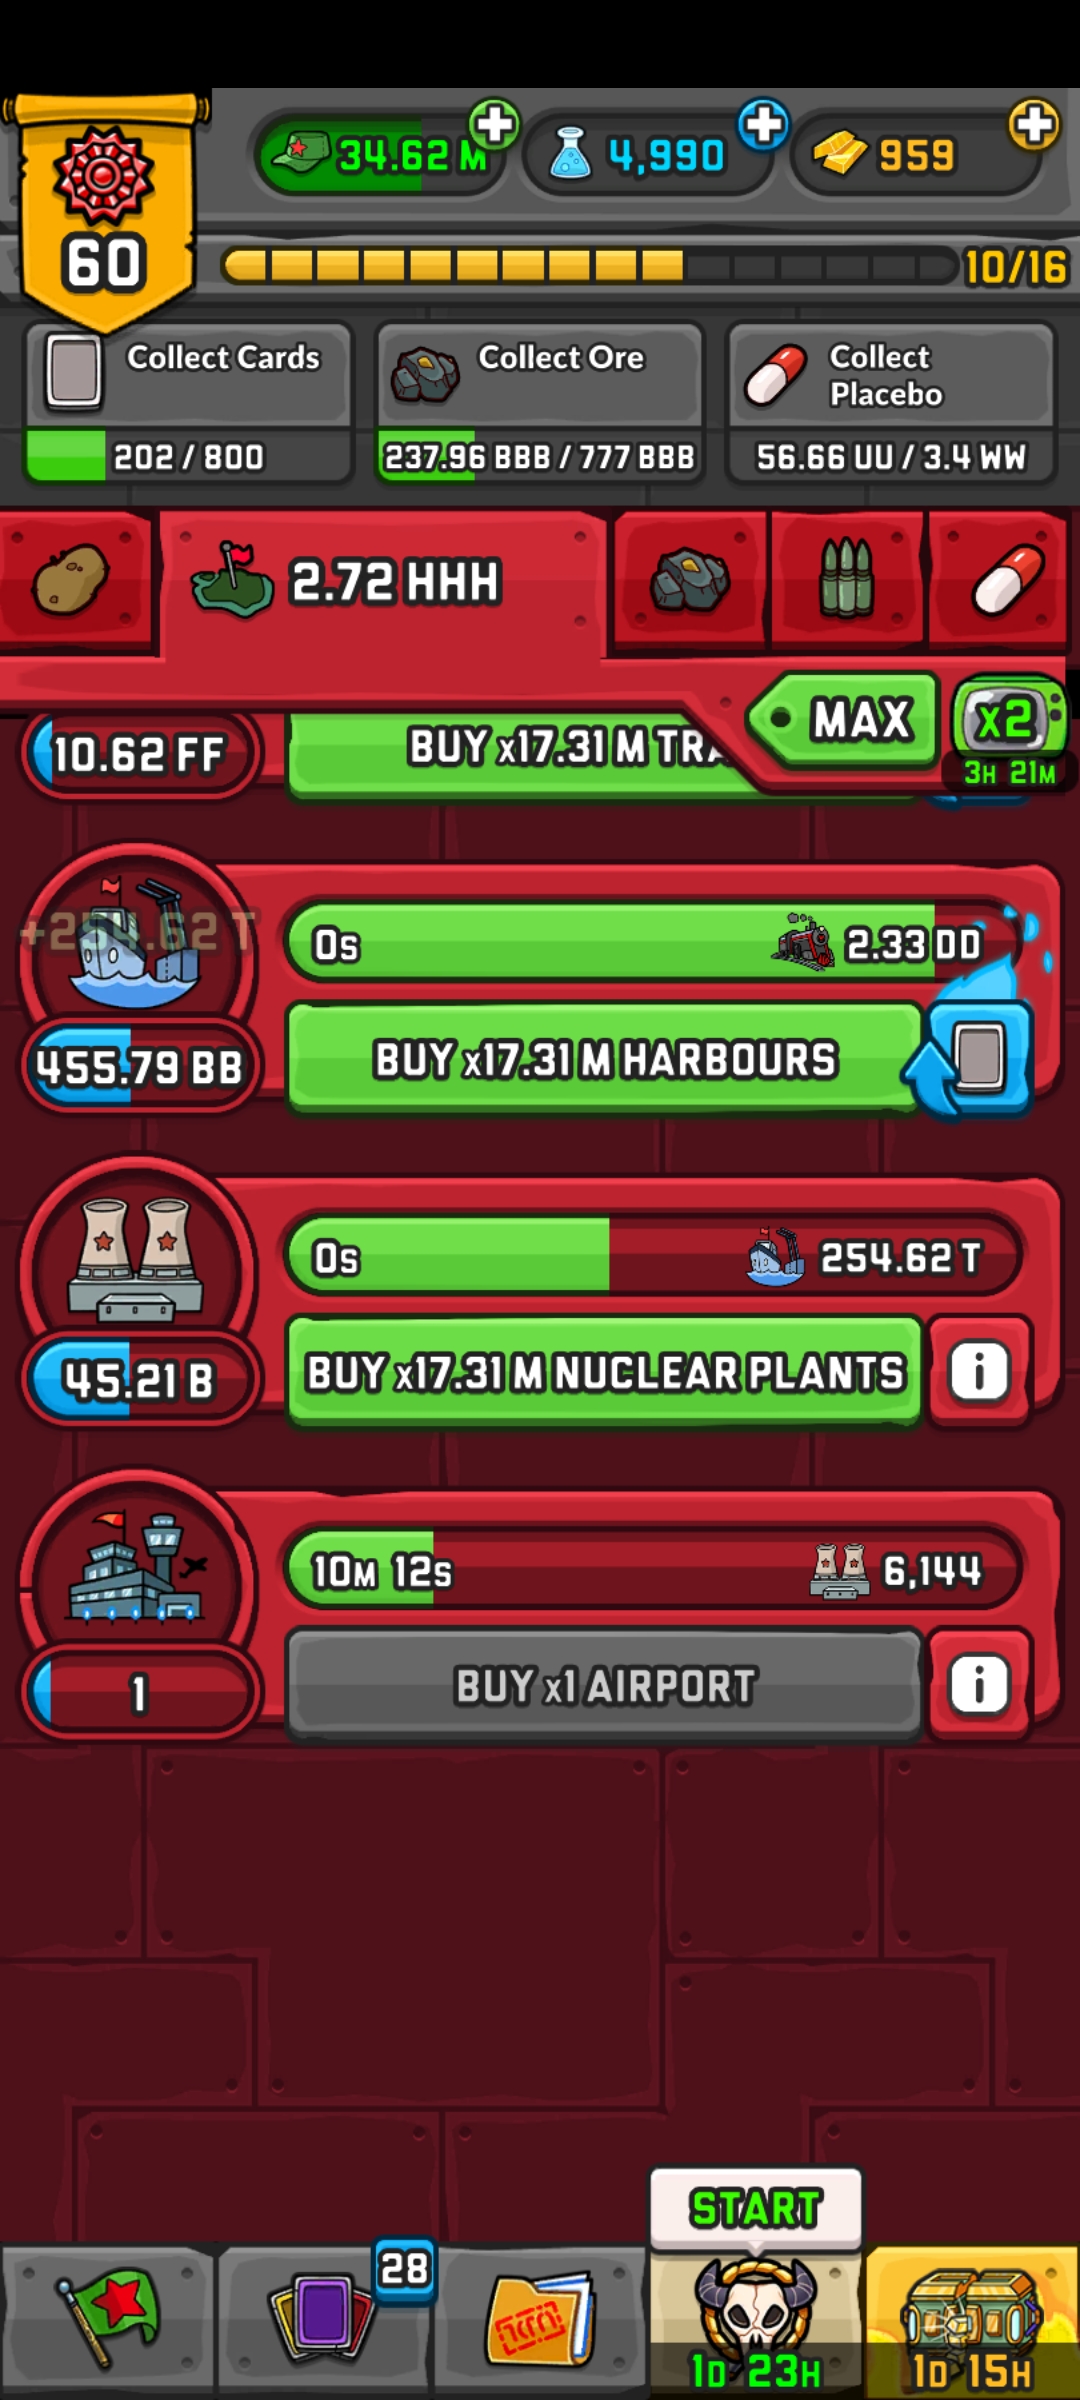 34.62 M
4,990
959
60
10/16
Collect Cards
202 / 800
Collect Ore
237.96 BBB / 777 BBB
Collect
Placebo
56.66 UU / 3.4 WW
2.72 HHH
MAX
x2
3H 21M
10.62 FF
BUY x17.31 M TRA
+254.62 T
0s
2.33 DD
455.79 BB
BUY x17.31 M HARBOURS
0s
254.62 T
45.21 B
BUY x17.31 M NUCLEAR PLANTS
i
10M 12s
6,144
1
BUY x1 AIRPORT
i
START
28
1D 23H
1D 15H